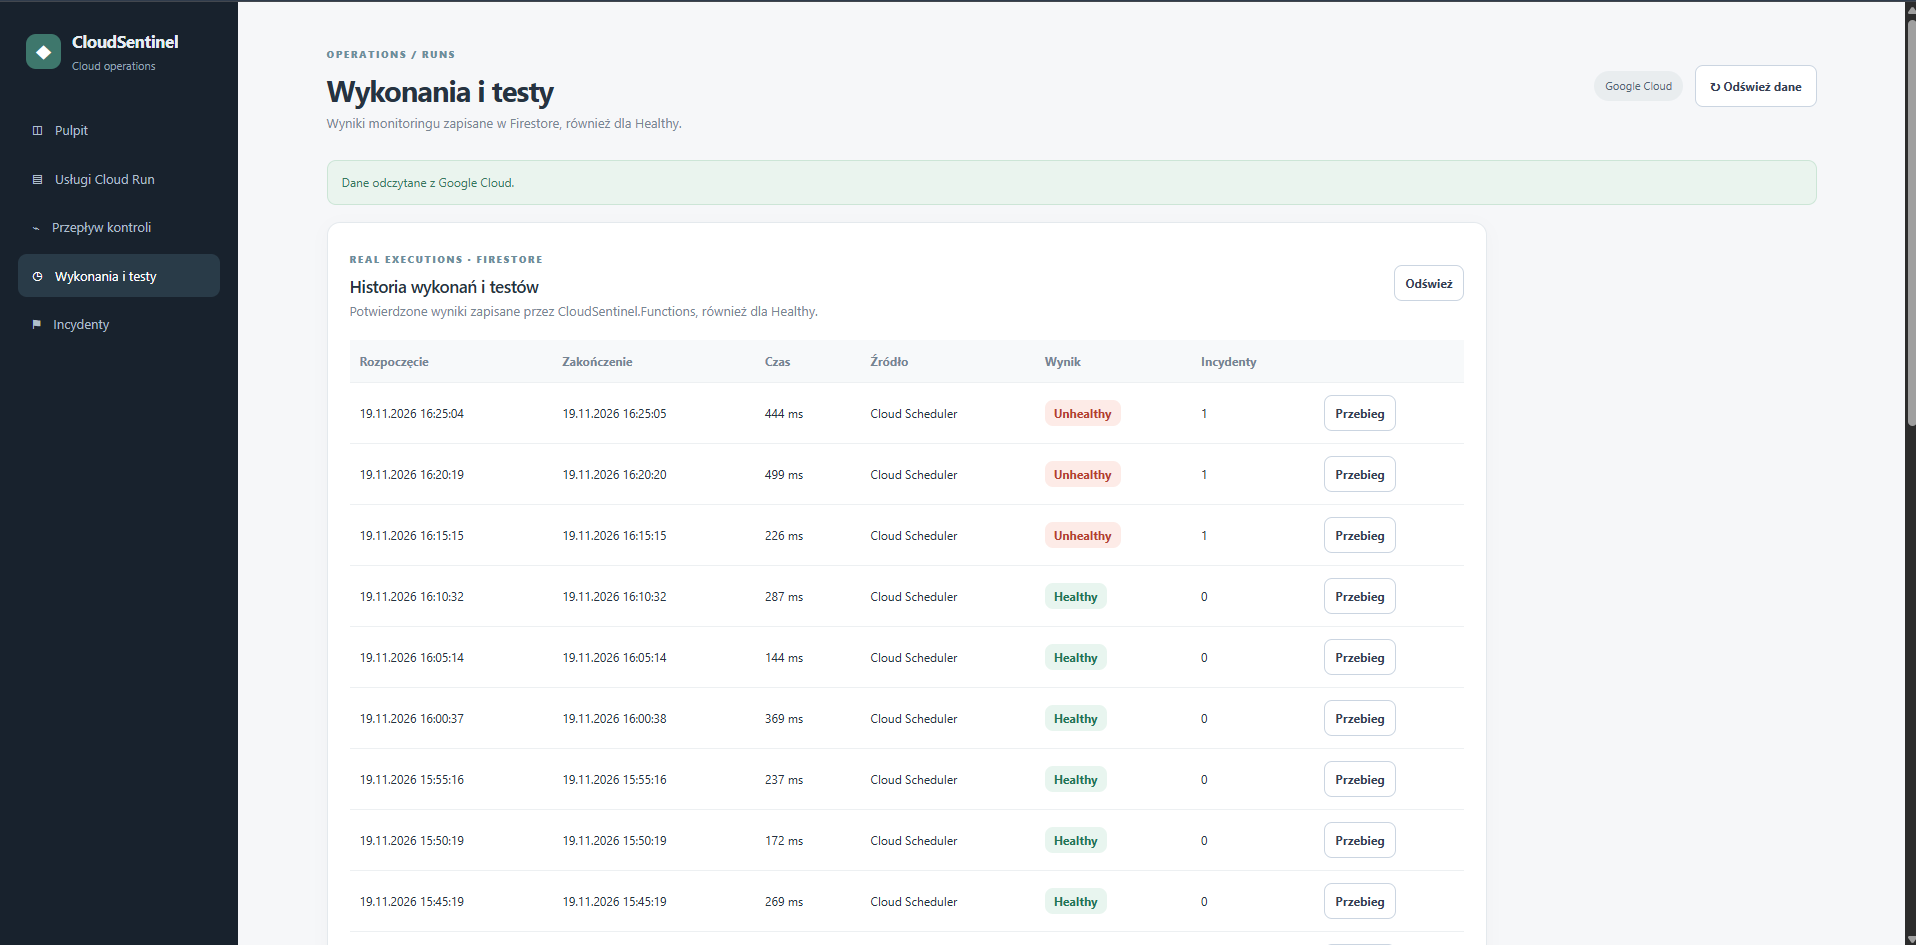 CloudSentinel
Cloud operations
Pulpit
Usługi Cloud Run
Przepływ kontroli
Wykonania i testy
Incydenty
OPERATIONS / RUNS
Wykonania i testy
Wyniki monitoringu zapisane w Firestore, również dla Healthy.
Google Cloud
↻ Odśwież dane
Dane odczytane z Google Cloud.
REAL EXECUTIONS · FIRESTORE
Historia wykonań i testów
Potwierdzone wyniki zapisane przez CloudSentinel.Functions, również dla Healthy.
Odśwież
Rozpoczęcie Zakończenie Czas Źródło Wynik Incydenty
19.11.2026 16:25:04 19.11.2026 16:25:05 444 ms Cloud Scheduler Unhealthy 1 Przebieg
19.11.2026 16:20:19 19.11.2026 16:20:20 499 ms Cloud Scheduler Unhealthy 1 Przebieg
19.11.2026 16:15:15 19.11.2026 16:15:15 226 ms Cloud Scheduler Unhealthy 1 Przebieg
19.11.2026 16:10:32 19.11.2026 16:10:32 287 ms Cloud Scheduler Healthy 0 Przebieg
19.11.2026 16:05:14 19.11.2026 16:05:14 144 ms Cloud Scheduler Healthy 0 Przebieg
19.11.2026 16:00:37 19.11.2026 16:00:38 369 ms Cloud Scheduler Healthy 0 Przebieg
19.11.2026 15:55:16 19.11.2026 15:55:16 237 ms Cloud Scheduler Healthy 0 Przebieg
19.11.2026 15:50:19 19.11.2026 15:50:19 172 ms Cloud Scheduler Healthy 0 Przebieg
19.11.2026 15:45:19 19.11.2026 15:45:19 269 ms Cloud Scheduler Healthy 0 Przebieg